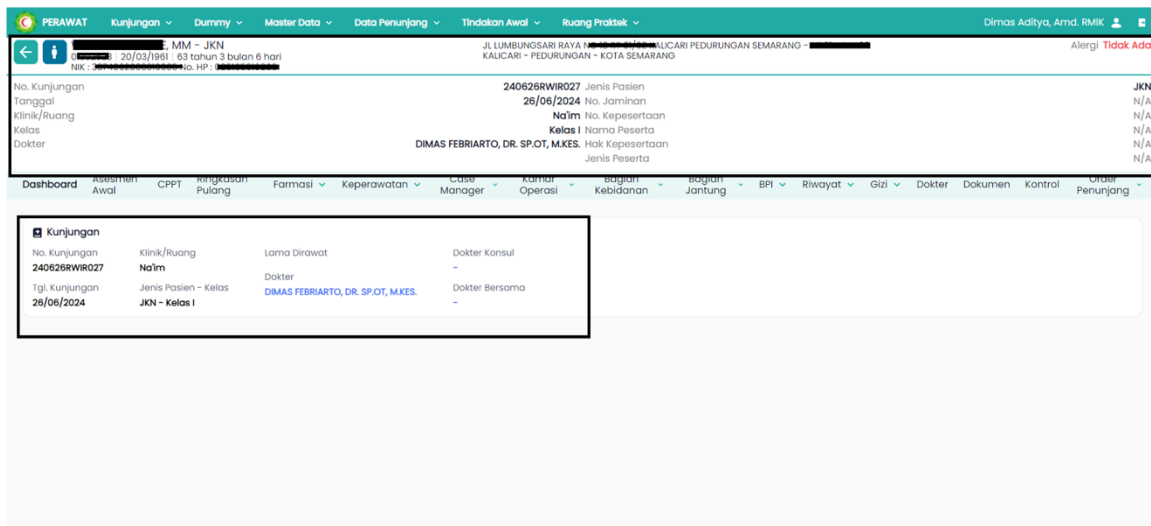 PERAWAT Kunjungan Dummy Master Data Data Penunjang Tindakan Awal Ruang Praktek Dimas Aditya, Amd. RMIK
MM - JKN
20/03/1961 63 tahun 3 bulan 6 hari
NIK : No. HP :
JL LUMBUNGSARI RAYA KALICARI PEDURUNGAN SEMARANG -
KALICARI - PEDURUNGAN - KOTA SEMARANG
Alergi Tidak Ada
No. Kunjungan 240626RWIR027 Jenis Pasien JKN
Tanggal 26/06/2024 No. Jaminan N/A
Klinik/Ruang Na'im No. Kepesertaan N/A
Kelas Kelas I Nama Peserta N/A
Dokter DIMAS FEBRIARTO, DR. SP.OT, M.KES. Hak Kepesertaan N/A
Jenis Peserta N/A
Dashboard Asesmen Awal CPPT Ringkasan Pulang Farmasi Keperawatan Case Manager Kamar Operasi Bagian Kebidanan Bagian Jantung BPI Riwayat Gizi Dokter Dokumen Kontrol Order Penunjang
Kunjungan
No. Kunjungan Klinik/Ruang Lama Dirawat Dokter Konsul
240626RWIR027 Na'im -
Dokter
Tgl. Kunjungan Jenis Pasien - Kelas DIMAS FEBRIARTO, DR. SP.OT, M.KES. Dokter Bersama
26/06/2024 JKN - Kelas I -